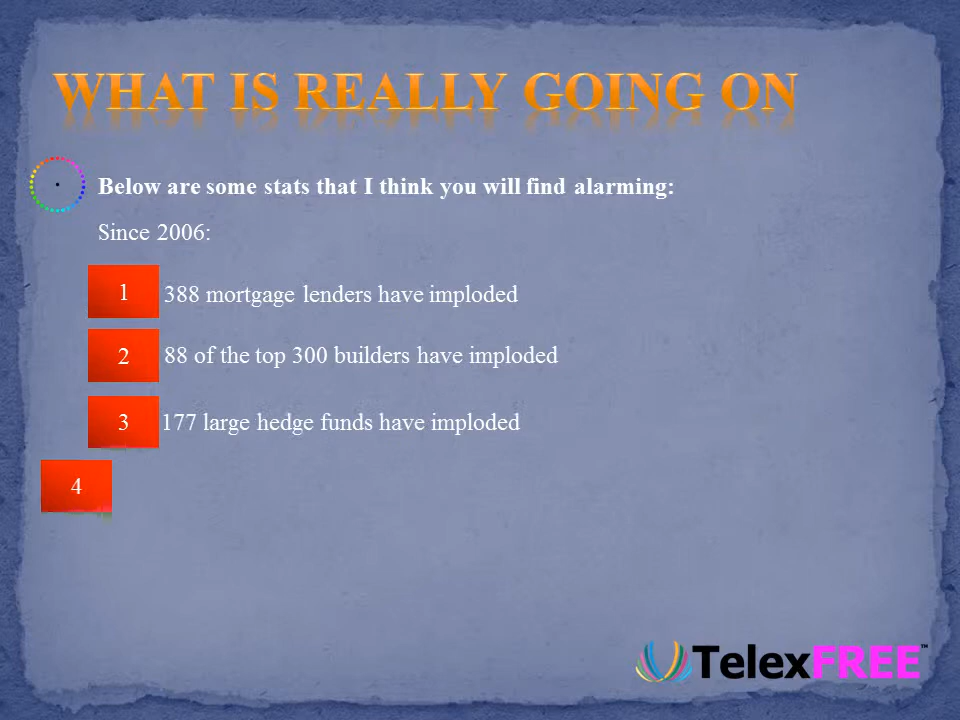 WHAT IS REALLY GOING ON
Below are some stats that I think you will find alarming:
Since 2006:
1 388 mortgage lenders have imploded
2 88 of the top 300 builders have imploded
3 177 large hedge funds have imploded
4
TelexFREE™